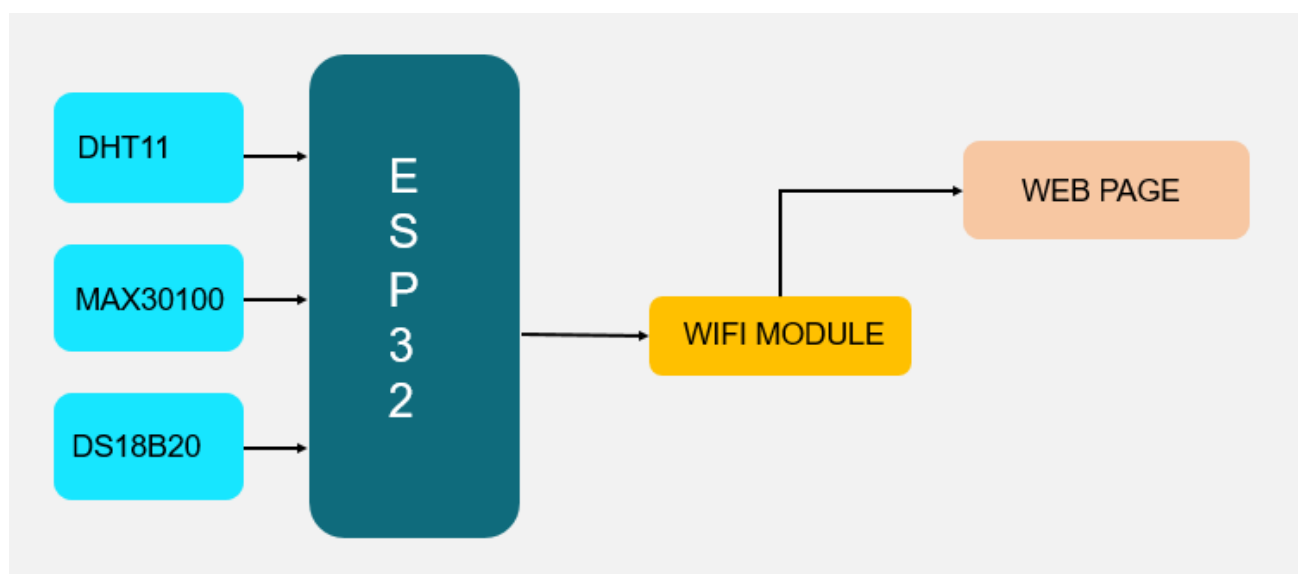 DHT11
MAX30100
DS18B20
E
S
P
3
2
WIFI MODULE
WEB PAGE